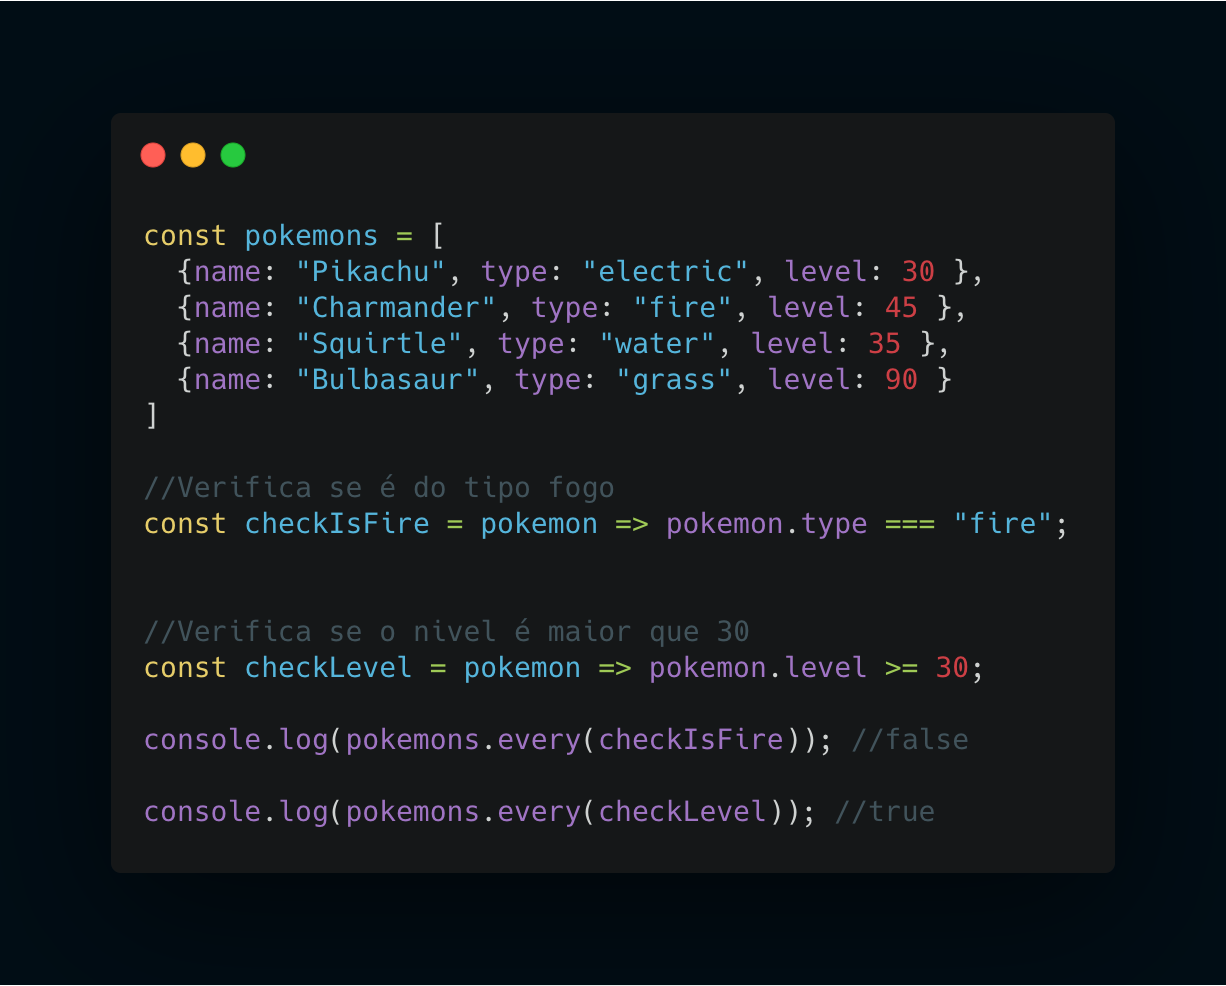 const pokemons = [
  {name: "Pikachu", type: "electric", level: 30 },
  {name: "Charmander", type: "fire", level: 45 },
  {name: "Squirtle", type: "water", level: 35 },
  {name: "Bulbasaur", type: "grass", level: 90 }
]
//Verifica se é do tipo fogo
const checkIsFire = pokemon => pokemon.type === "fire";
//Verifica se o nivel é maior que 30
const checkLevel = pokemon => pokemon.level >= 30;
console.log(pokemons.every(checkIsFire)); //false
console.log(pokemons.every(checkLevel)); //true